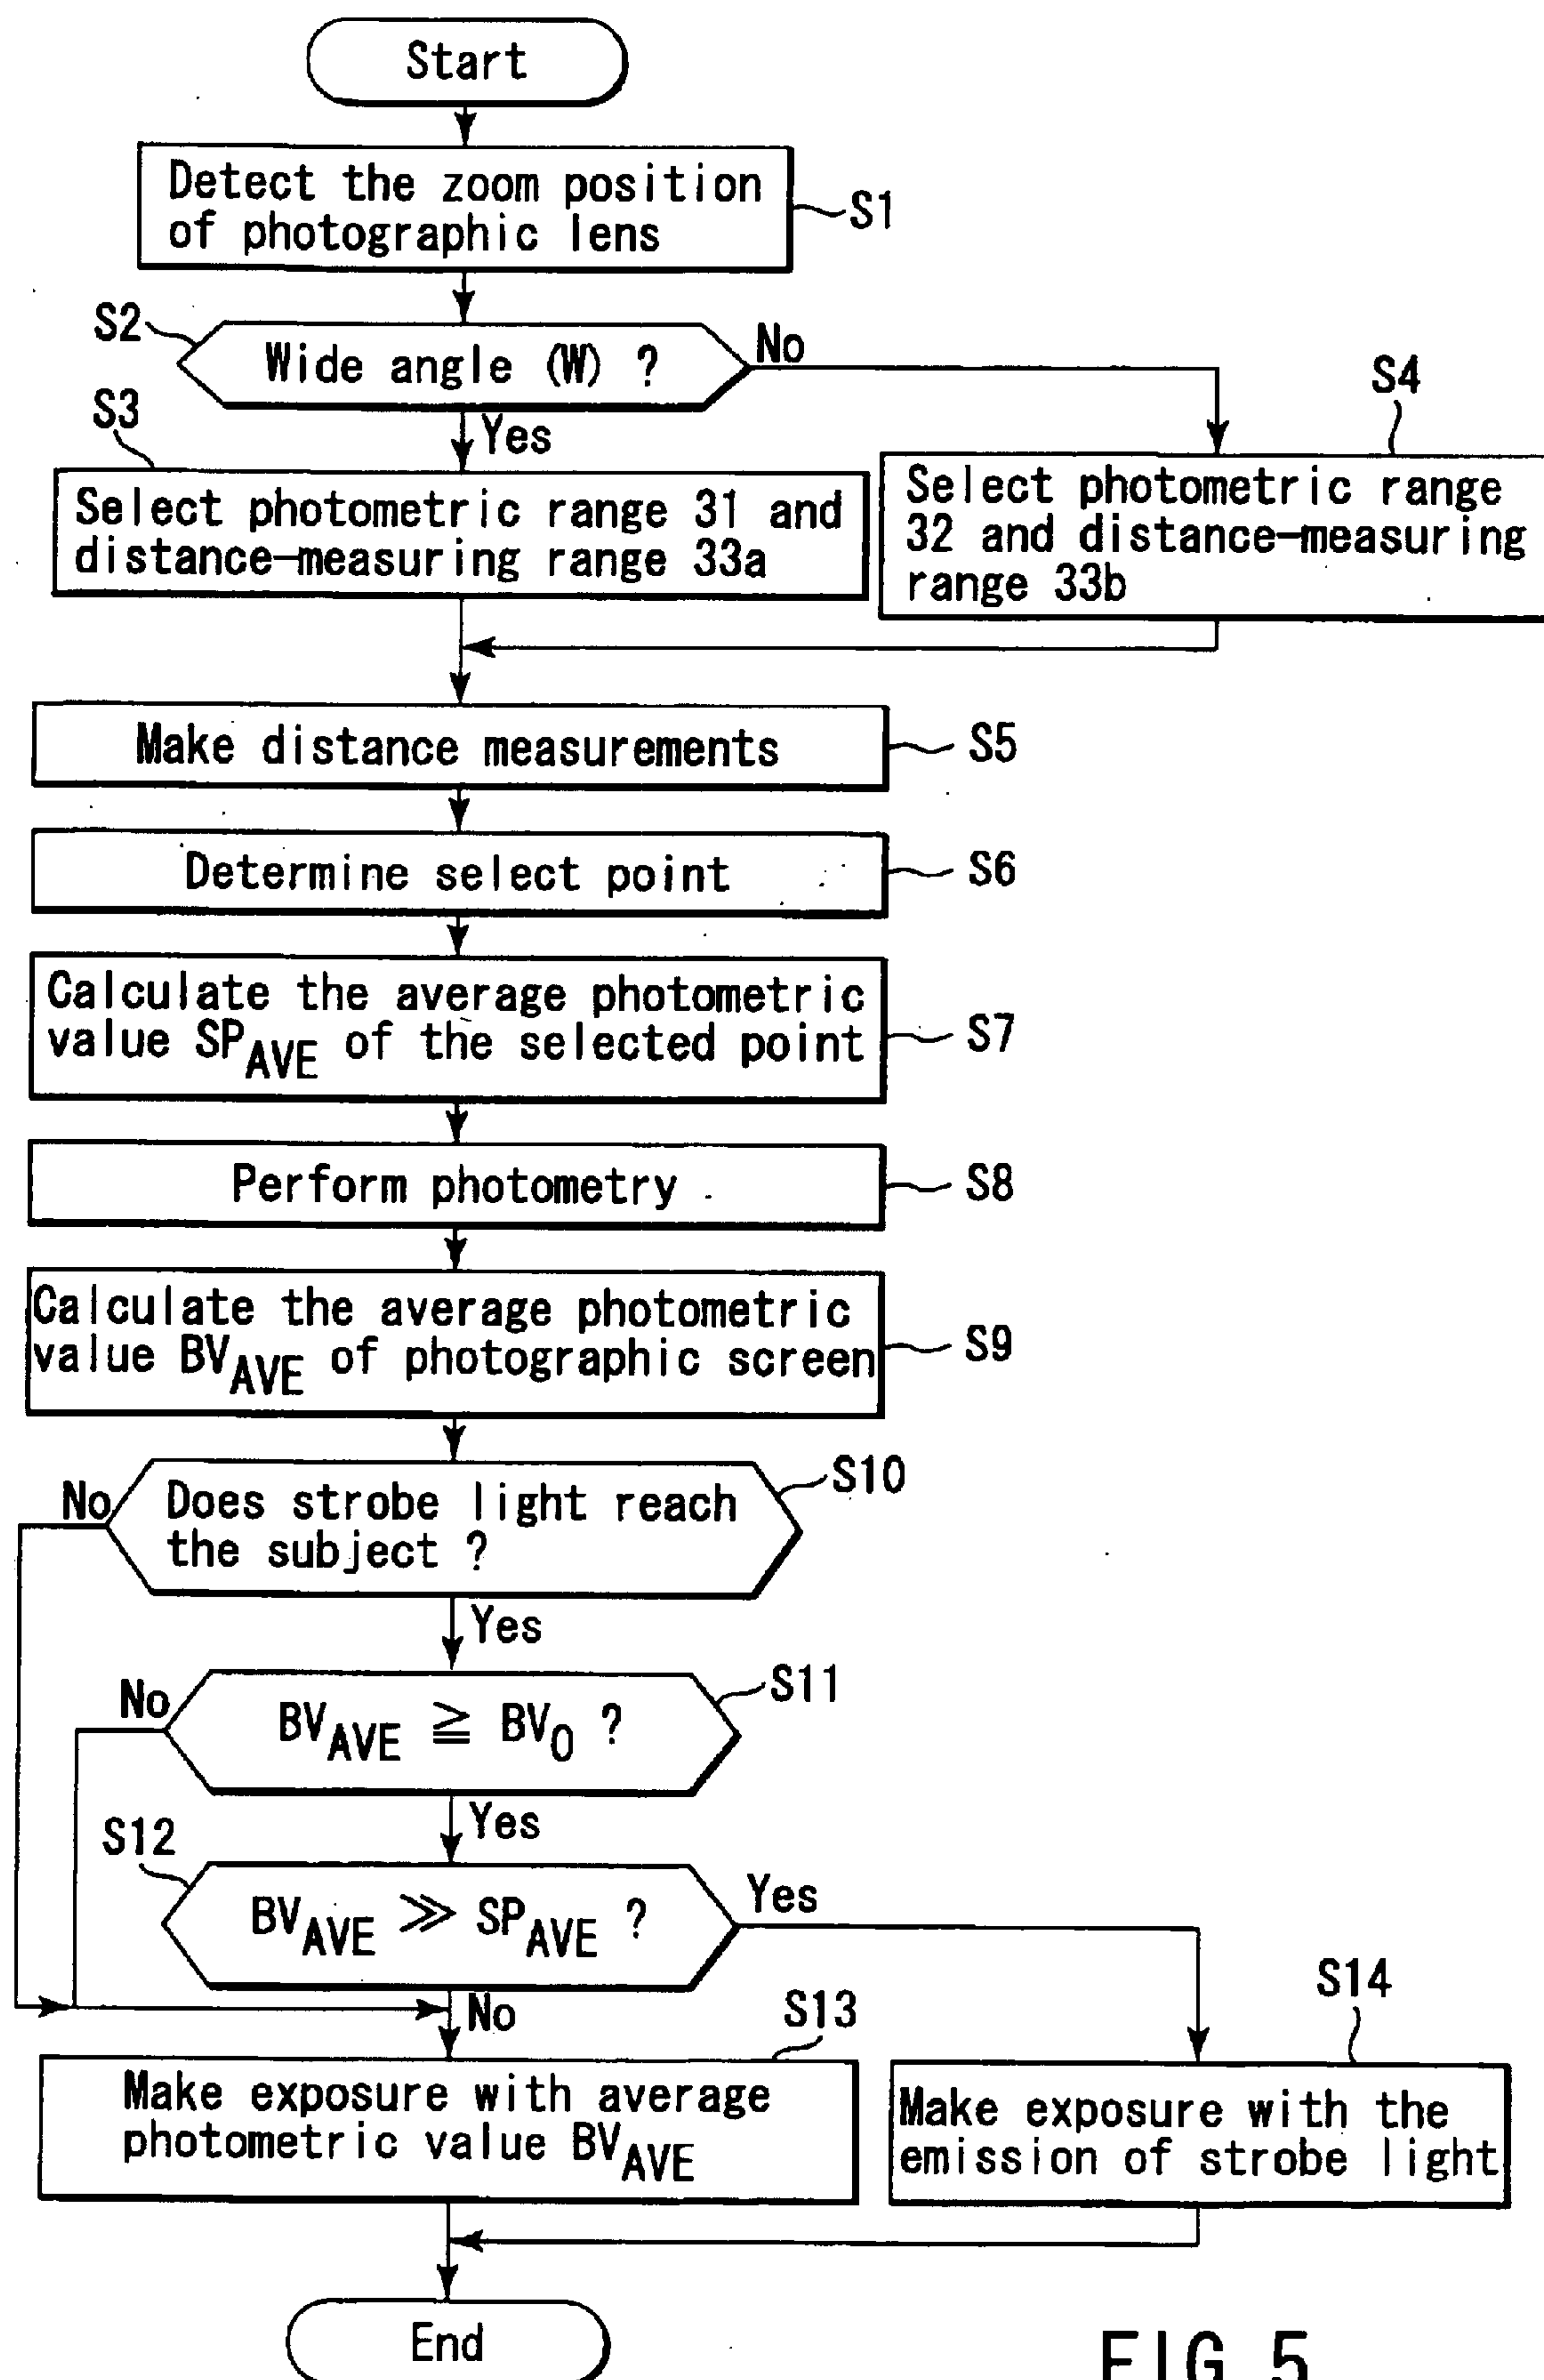 Start
Detect the zoom position
of photographic lens
S1
S2
Wide angle (W) ?
No
Yes
S3
Select photometric range 31 and
distance-measuring range 33a
S4
Select photometric range
32 and distance-measuring
range 33b
Make distance measurements
S5
Determine select point
S6
Calculate the average photometric
value SPAVE of the selected point
S7
Perform photometry
S8
Calculate the average photometric
value BVAVE of photographic screen
S9
No
Does strobe light reach
the subject ?
S10
Yes
No
BVAVE ≧ BV0 ?
S11
Yes
S12
BVAVE ≫ SPAVE ?
Yes
No
S13
Make exposure with average
photometric value BVAVE
S14
Make exposure with the
emission of strobe light
End
FIG. 5